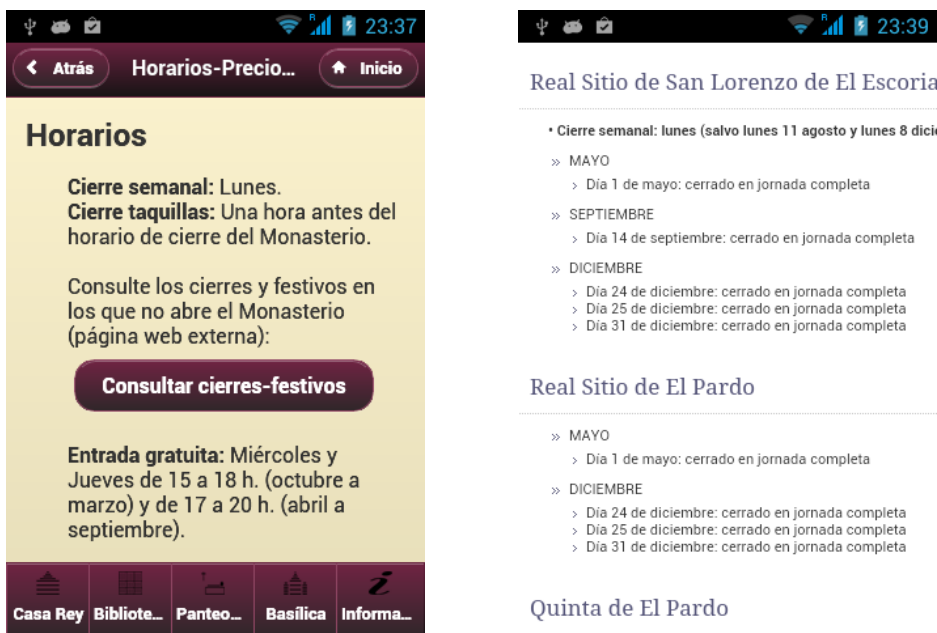 23:37
Atrás
Horarios-Precio...
Inicio
Horarios
Cierre semanal: Lunes.
Cierre taquillas: Una hora antes del
horario de cierre del Monasterio.
Consulte los cierres y festivos en
los que no abre el Monasterio
(página web externa):
Consultar cierres-festivos
Entrada gratuita: Miércoles y
Jueves de 15 a 18 h. (octubre a
marzo) y de 17 a 20 h. (abril a
septiembre).
Casa Rey
Bibliote...
Panteo...
Basílica
Informa...
R
23:39
Real Sitio de San Lorenzo de El Escoria
• Cierre semanal: lunes (salvo lunes 11 agosto y lunes 8 dicie
» MAYO
> Día 1 de mayo: cerrado en jornada completa
» SEPTIEMBRE
> Día 14 de septiembre: cerrado en jornada completa
» DICIEMBRE
> Día 24 de diciembre: cerrado en jornada completa
> Día 25 de diciembre: cerrado en jornada completa
> Día 31 de diciembre: cerrado en jornada completa
Real Sitio de El Pardo
» MAYO
> Día 1 de mayo: cerrado en jornada completa
» DICIEMBRE
> Día 24 de diciembre: cerrado en jornada completa
> Día 25 de diciembre: cerrado en jornada completa
> Día 31 de diciembre: cerrado en jornada completa
Quinta de El Pardo